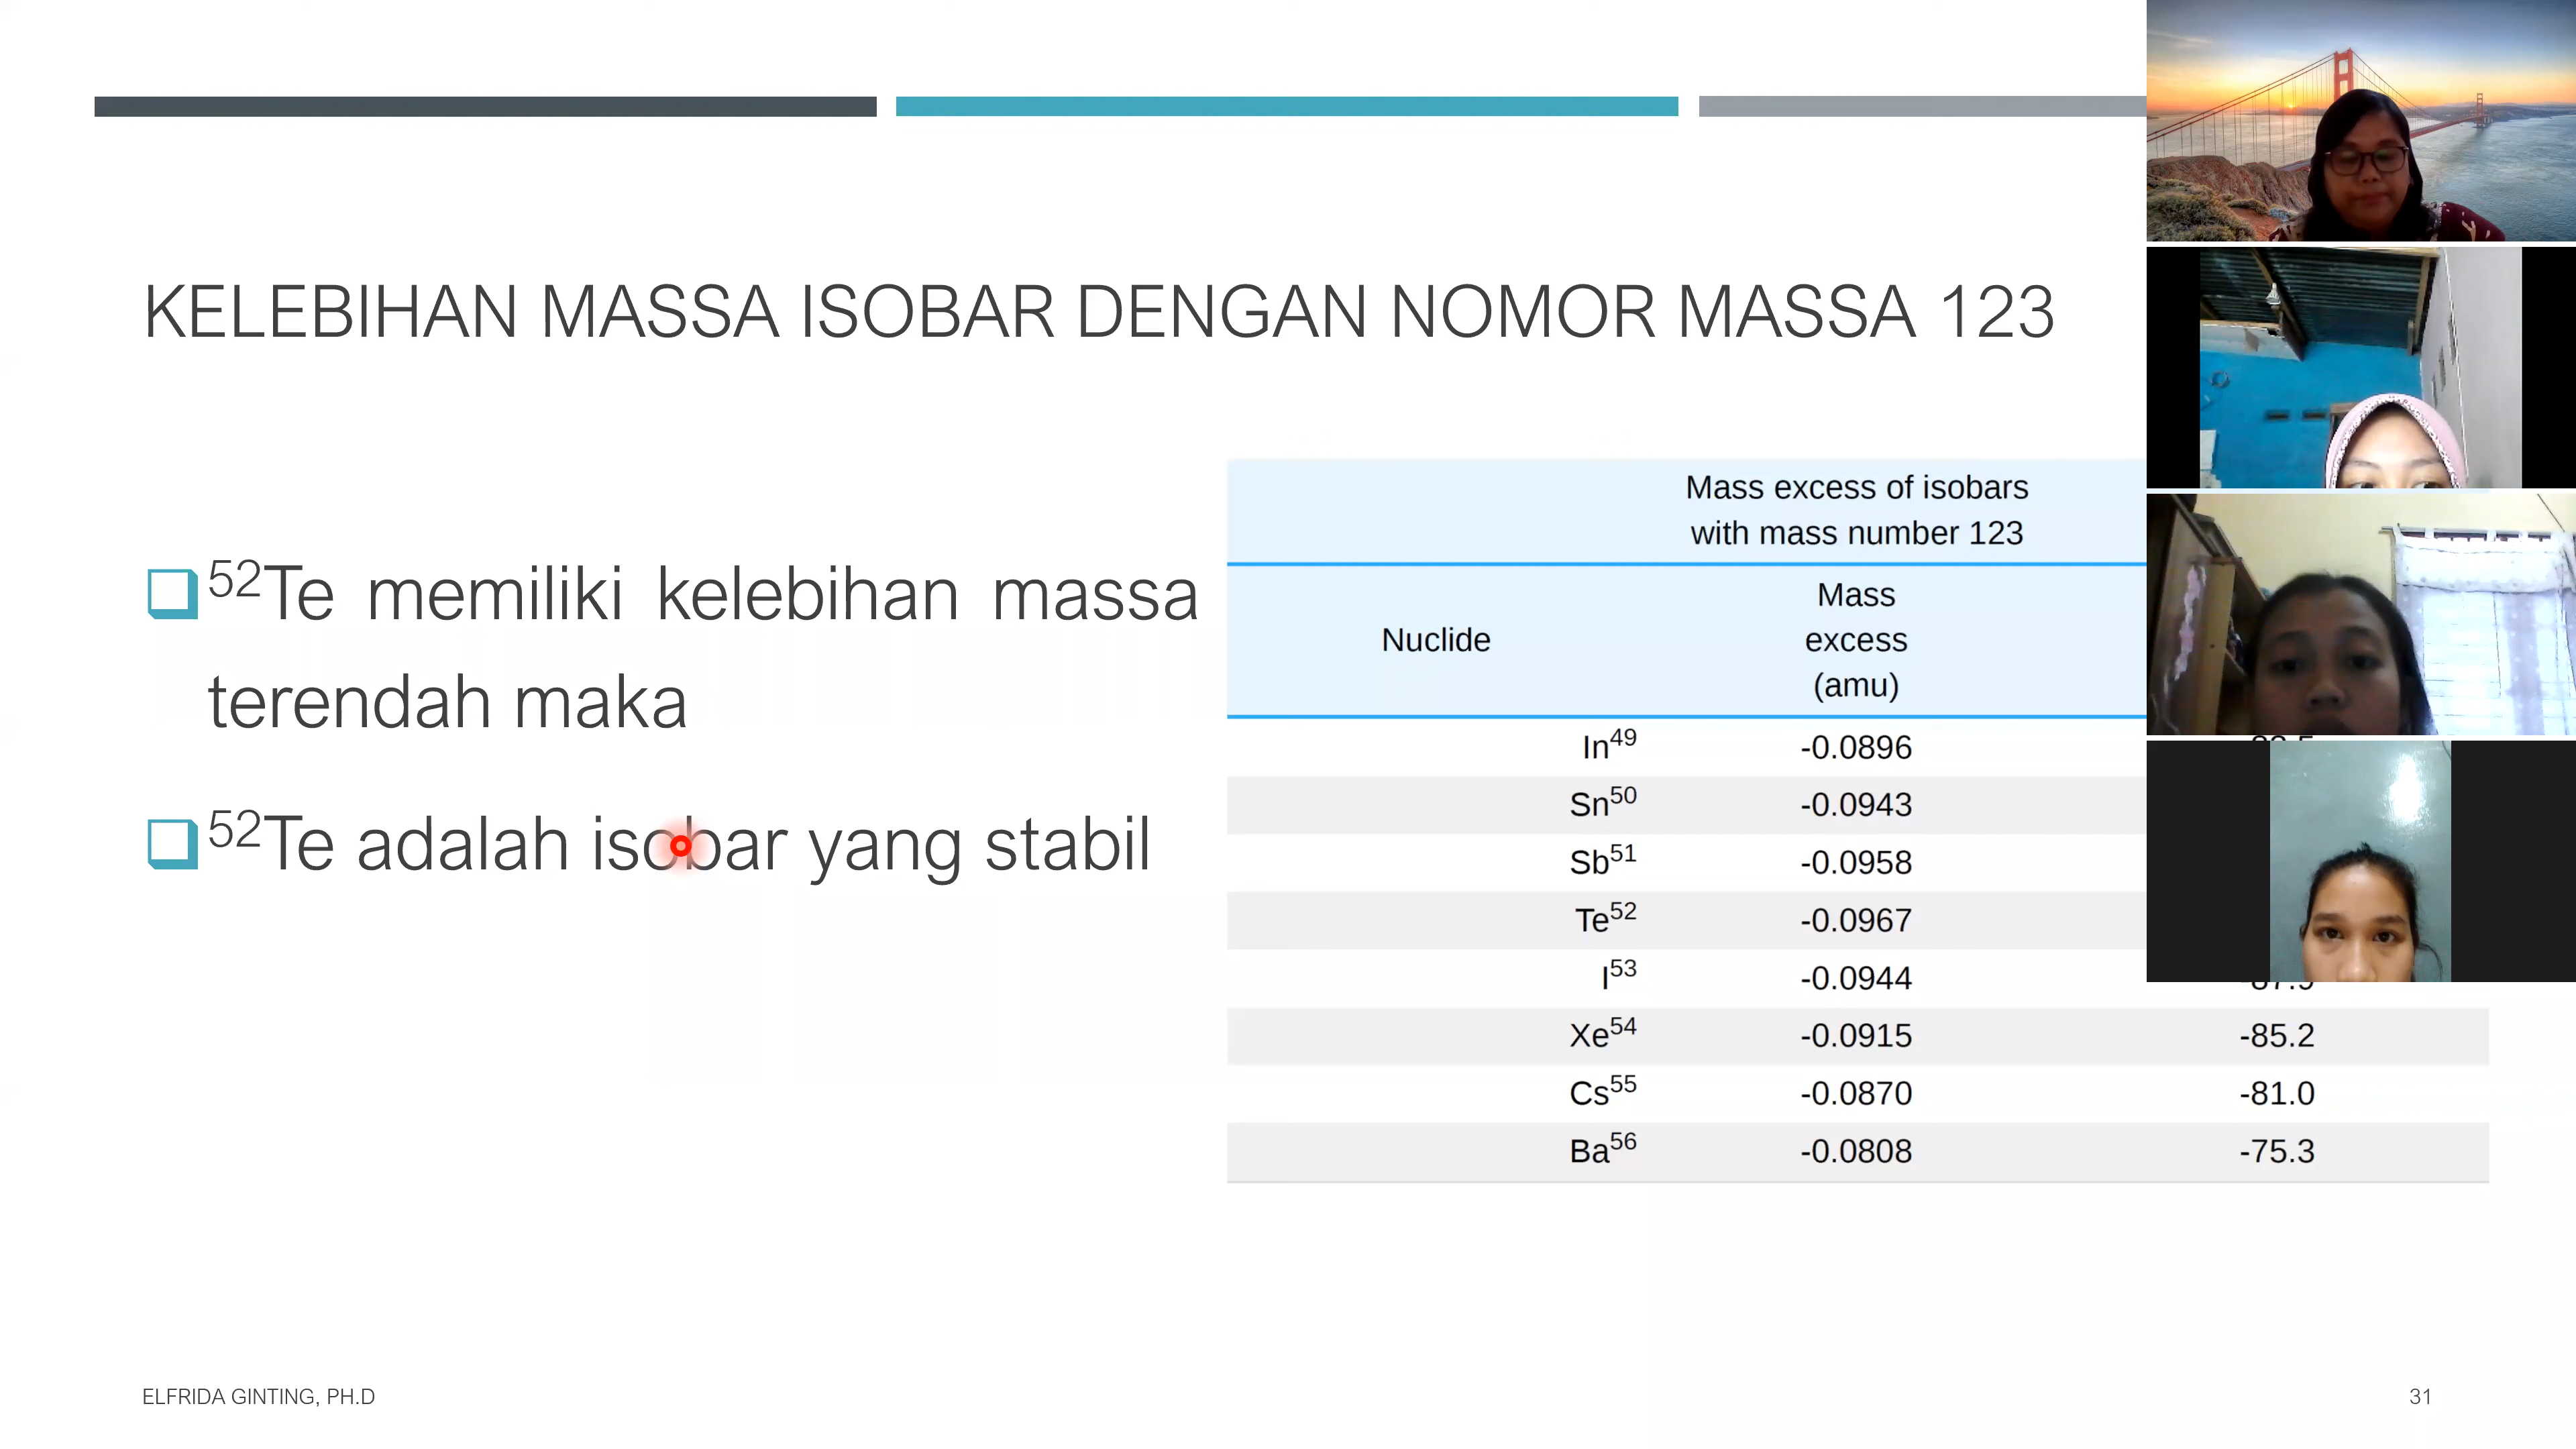 KELEBIHAN MASSA ISOBAR DENGAN NOMOR MASSA 123
❑⁵²Te memiliki kelebihan massa
terendah maka
❑⁵²Te adalah isobar yang stabil
Mass excess of isobars
with mass number 123
Nuclide
Mass
excess
(amu)
In⁴⁹ -0.0896
Sn⁵⁰ -0.0943
Sb⁵¹ -0.0958
Te⁵² -0.0967
I⁵³ -0.0944
Xe⁵⁴ -0.0915 -85.2
Cs⁵⁵ -0.0870 -81.0
Ba⁵⁶ -0.0808 -75.3
ELFRIDA GINTING, PH.D
31